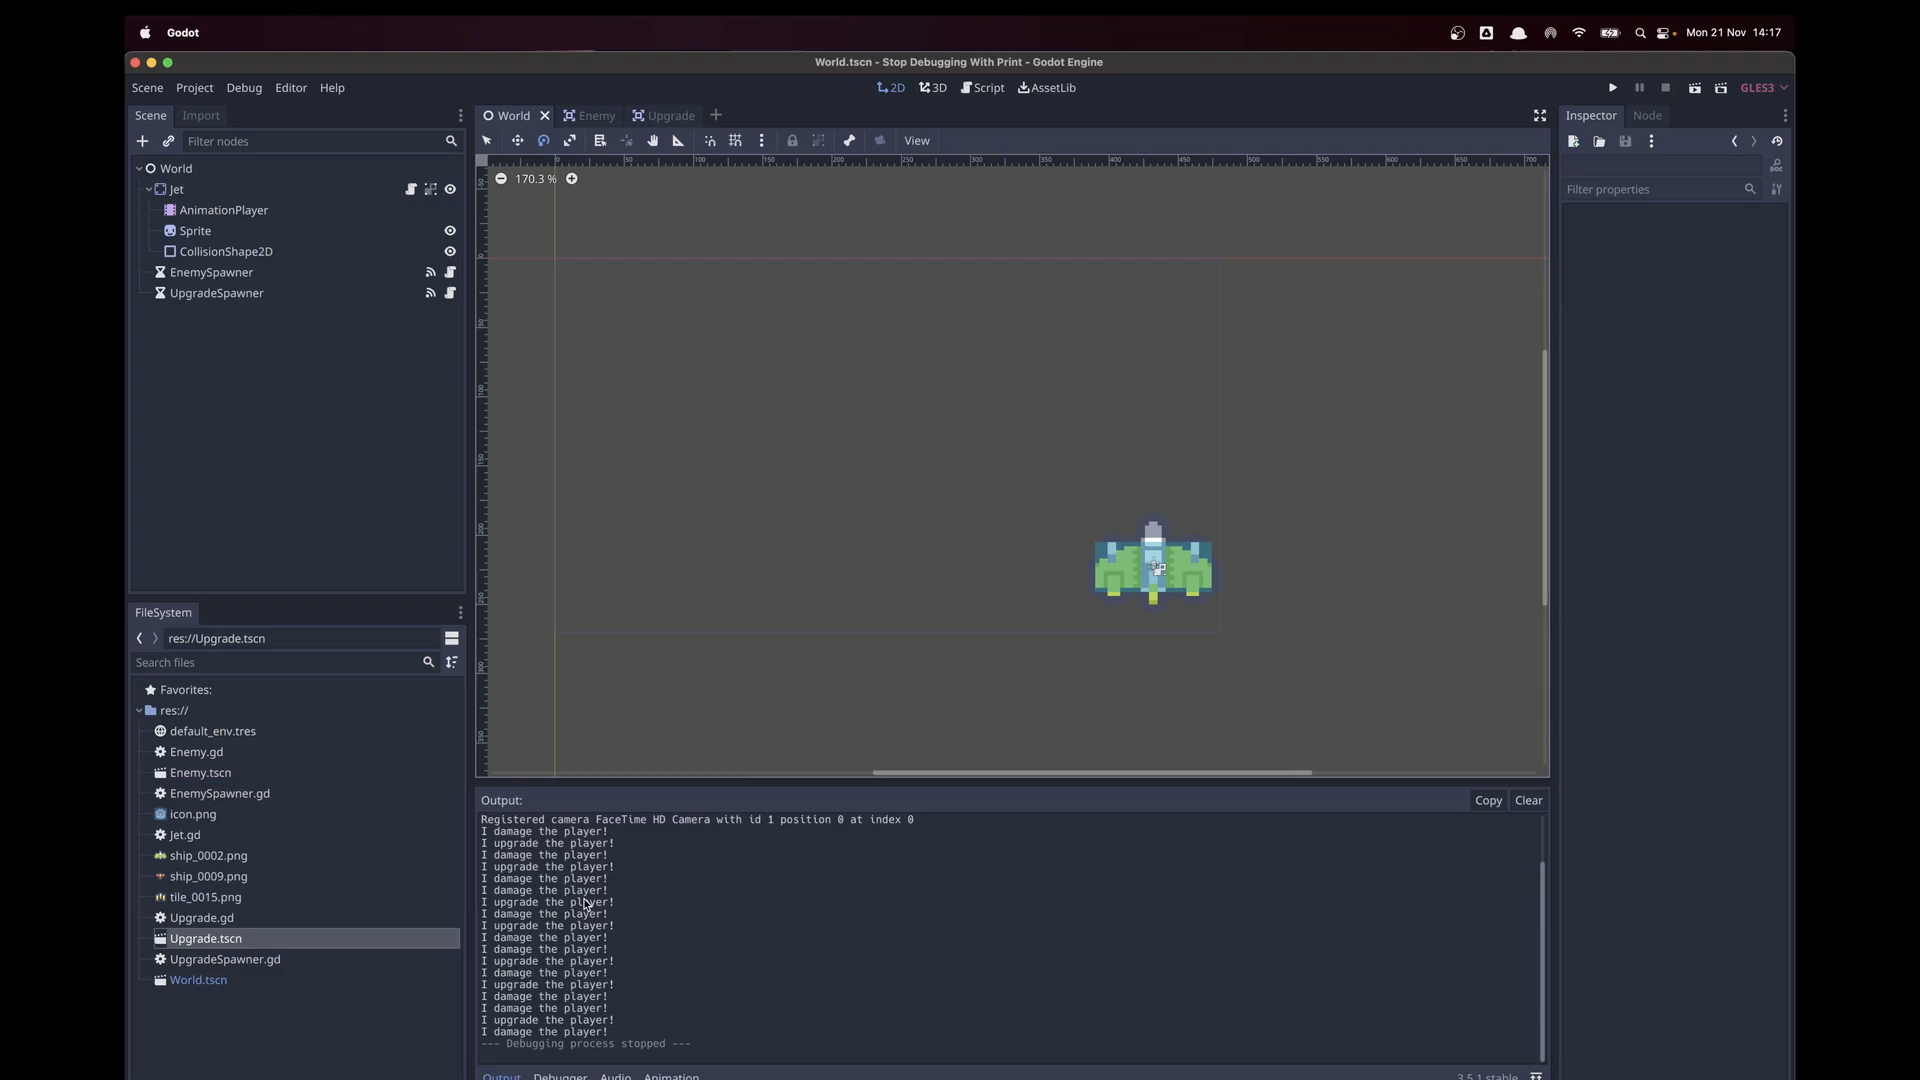 Godot
Mon 21 Nov 14:17
World.tscn - Stop Debugging With Print - Godot Engine
Scene Project Debug Editor Help
2D 3D Script AssetLib
GLES3
Scene Import
World Enemy Upgrade
Inspector Node
Filter nodes
View
World
170.3 %
Jet
Filter properties
AnimationPlayer
Sprite
CollisionShape2D
EnemySpawner
UpgradeSpawner
FileSystem
res://Upgrade.tscn
Search files
Favorites:
res://
default_env.tres
Enemy.gd
Enemy.tscn
EnemySpawner.gd
icon.png
Jet.gd
ship_0002.png
ship_0009.png
tile_0015.png
Upgrade.gd
Upgrade.tscn
UpgradeSpawner.gd
World.tscn
Output:
Copy Clear
Registered camera FaceTime HD Camera with id 1 position 0 at index 0
I damage the player!
I upgrade the player!
I damage the player!
I upgrade the player!
I damage the player!
I damage the player!
I upgrade the player!
I damage the player!
I upgrade the player!
I damage the player!
I damage the player!
I upgrade the player!
I damage the player!
I upgrade the player!
I damage the player!
I damage the player!
I upgrade the player!
I damage the player!
--- Debugging process stopped ---
Output Debugger Audio Animation
3.5.1.stable